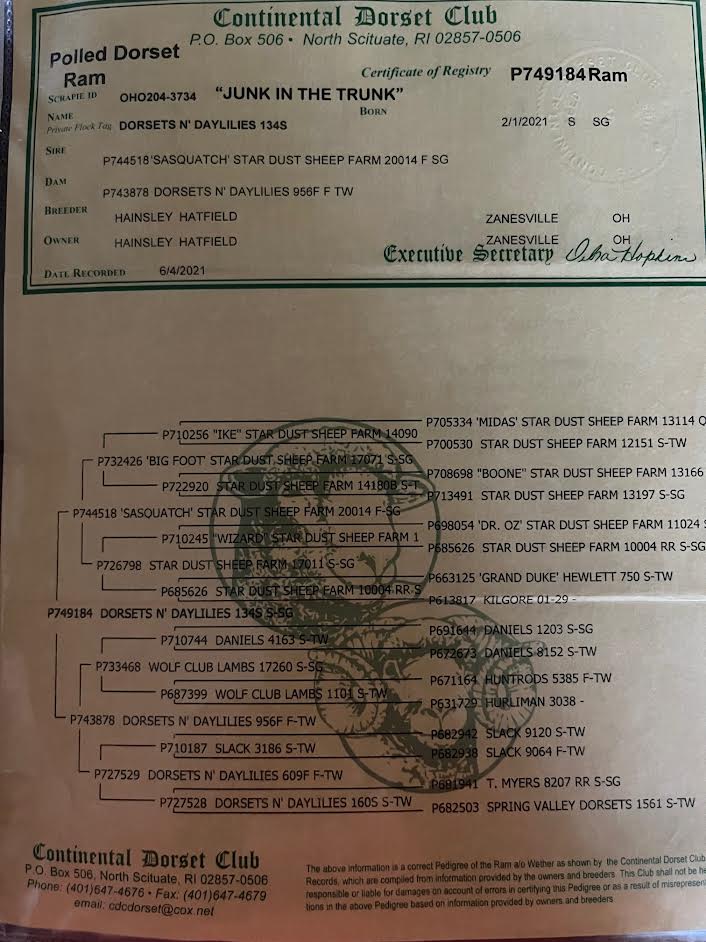 Continental Dorset Club
P.O. Box 506 • North Scituate, RI 02857-0506
Polled Dorset
Ram
Certificate of Registry P749184 Ram
SCRAPIE ID OHO204-3734 "JUNK IN THE TRUNK"
NAME BORN
Private Flock Tag DORSETS N' DAYLILIES 134S 2/1/2021 S SG
SIRE
P744518 'SASQUATCH' STAR DUST SHEEP FARM 20014 F SG
DAM
P743878 DORSETS N' DAYLILIES 956F F TW
BREEDER HAINSLEY HATFIELD ZANESVILLE OH
OWNER HAINSLEY HATFIELD ZANESVILLE OH
Executive Secretary Debra Hopkins
DATE RECORDED 6/4/2021
P705334 'MIDAS' STAR DUST SHEEP FARM 13114 Q
P710256 "IKE" STAR DUST SHEEP FARM 14090
P700530 STAR DUST SHEEP FARM 12151 S-TW
P732426 'BIG FOOT' STAR DUST SHEEP FARM 17071 S-SG
P708698 "BOONE" STAR DUST SHEEP FARM 13166
P722920 STAR DUST SHEEP FARM 14180B S-T
P713491 STAR DUST SHEEP FARM 13197 S-SG
P744518 'SASQUATCH' STAR DUST SHEEP FARM 20014 F-SG
P698054 'DR. OZ' STAR DUST SHEEP FARM 11024 S
P710245 "WIZARD" STAR DUST SHEEP FARM 1
P685626 STAR DUST SHEEP FARM 10004 RR S-SG
P726798 STAR DUST SHEEP FARM 17011 S-SG
P663125 'GRAND DUKE' HEWLETT 750 S-TW
P685626 STAR DUST SHEEP FARM 10004 RR S
P613817 KILGORE 01-29 -
P749184 DORSETS N' DAYLILIES 134S S-SG
P691644 DANIELS 1203 S-SG
P710744 DANIELS 4163 S-TW
P672673 DANIELS 8152 S-TW
P733468 WOLF CLUB LAMBS 17260 S-SG
P671164 HUNTRODS 5385 F-TW
P687399 WOLF CLUB LAMBS 1101 S-TW
P631729 HURLIMAN 3038 -
P743878 DORSETS N' DAYLILIES 956F F-TW
P682942 SLACK 9120 S-TW
P710187 SLACK 3186 S-TW
P682938 SLACK 9064 F-TW
P727529 DORSETS N' DAYLILIES 609F F-TW
P681941 T. MYERS 8207 RR S-SG
P727528 DORSETS N' DAYLILIES 160S S-TW
P682503 SPRING VALLEY DORSETS 1561 S-TW
Continental Dorset Club
P.O. Box 506, North Scituate, RI 02857-0506
Phone: (401)647-4676 • Fax: (401)647-4679
email: cdcdorset@cox.net
The above information is a correct Pedigree of the Ram a/o Wether as shown by the Continental Dorset Club
Records, which are compiled from information provided by the owners and breeders This Club shall not be he
responsible or liable for damages on account of errors in certifying this Pedigree or as a result of misrepresen
tions in the above Pedigree based on information provided by owners and breeders